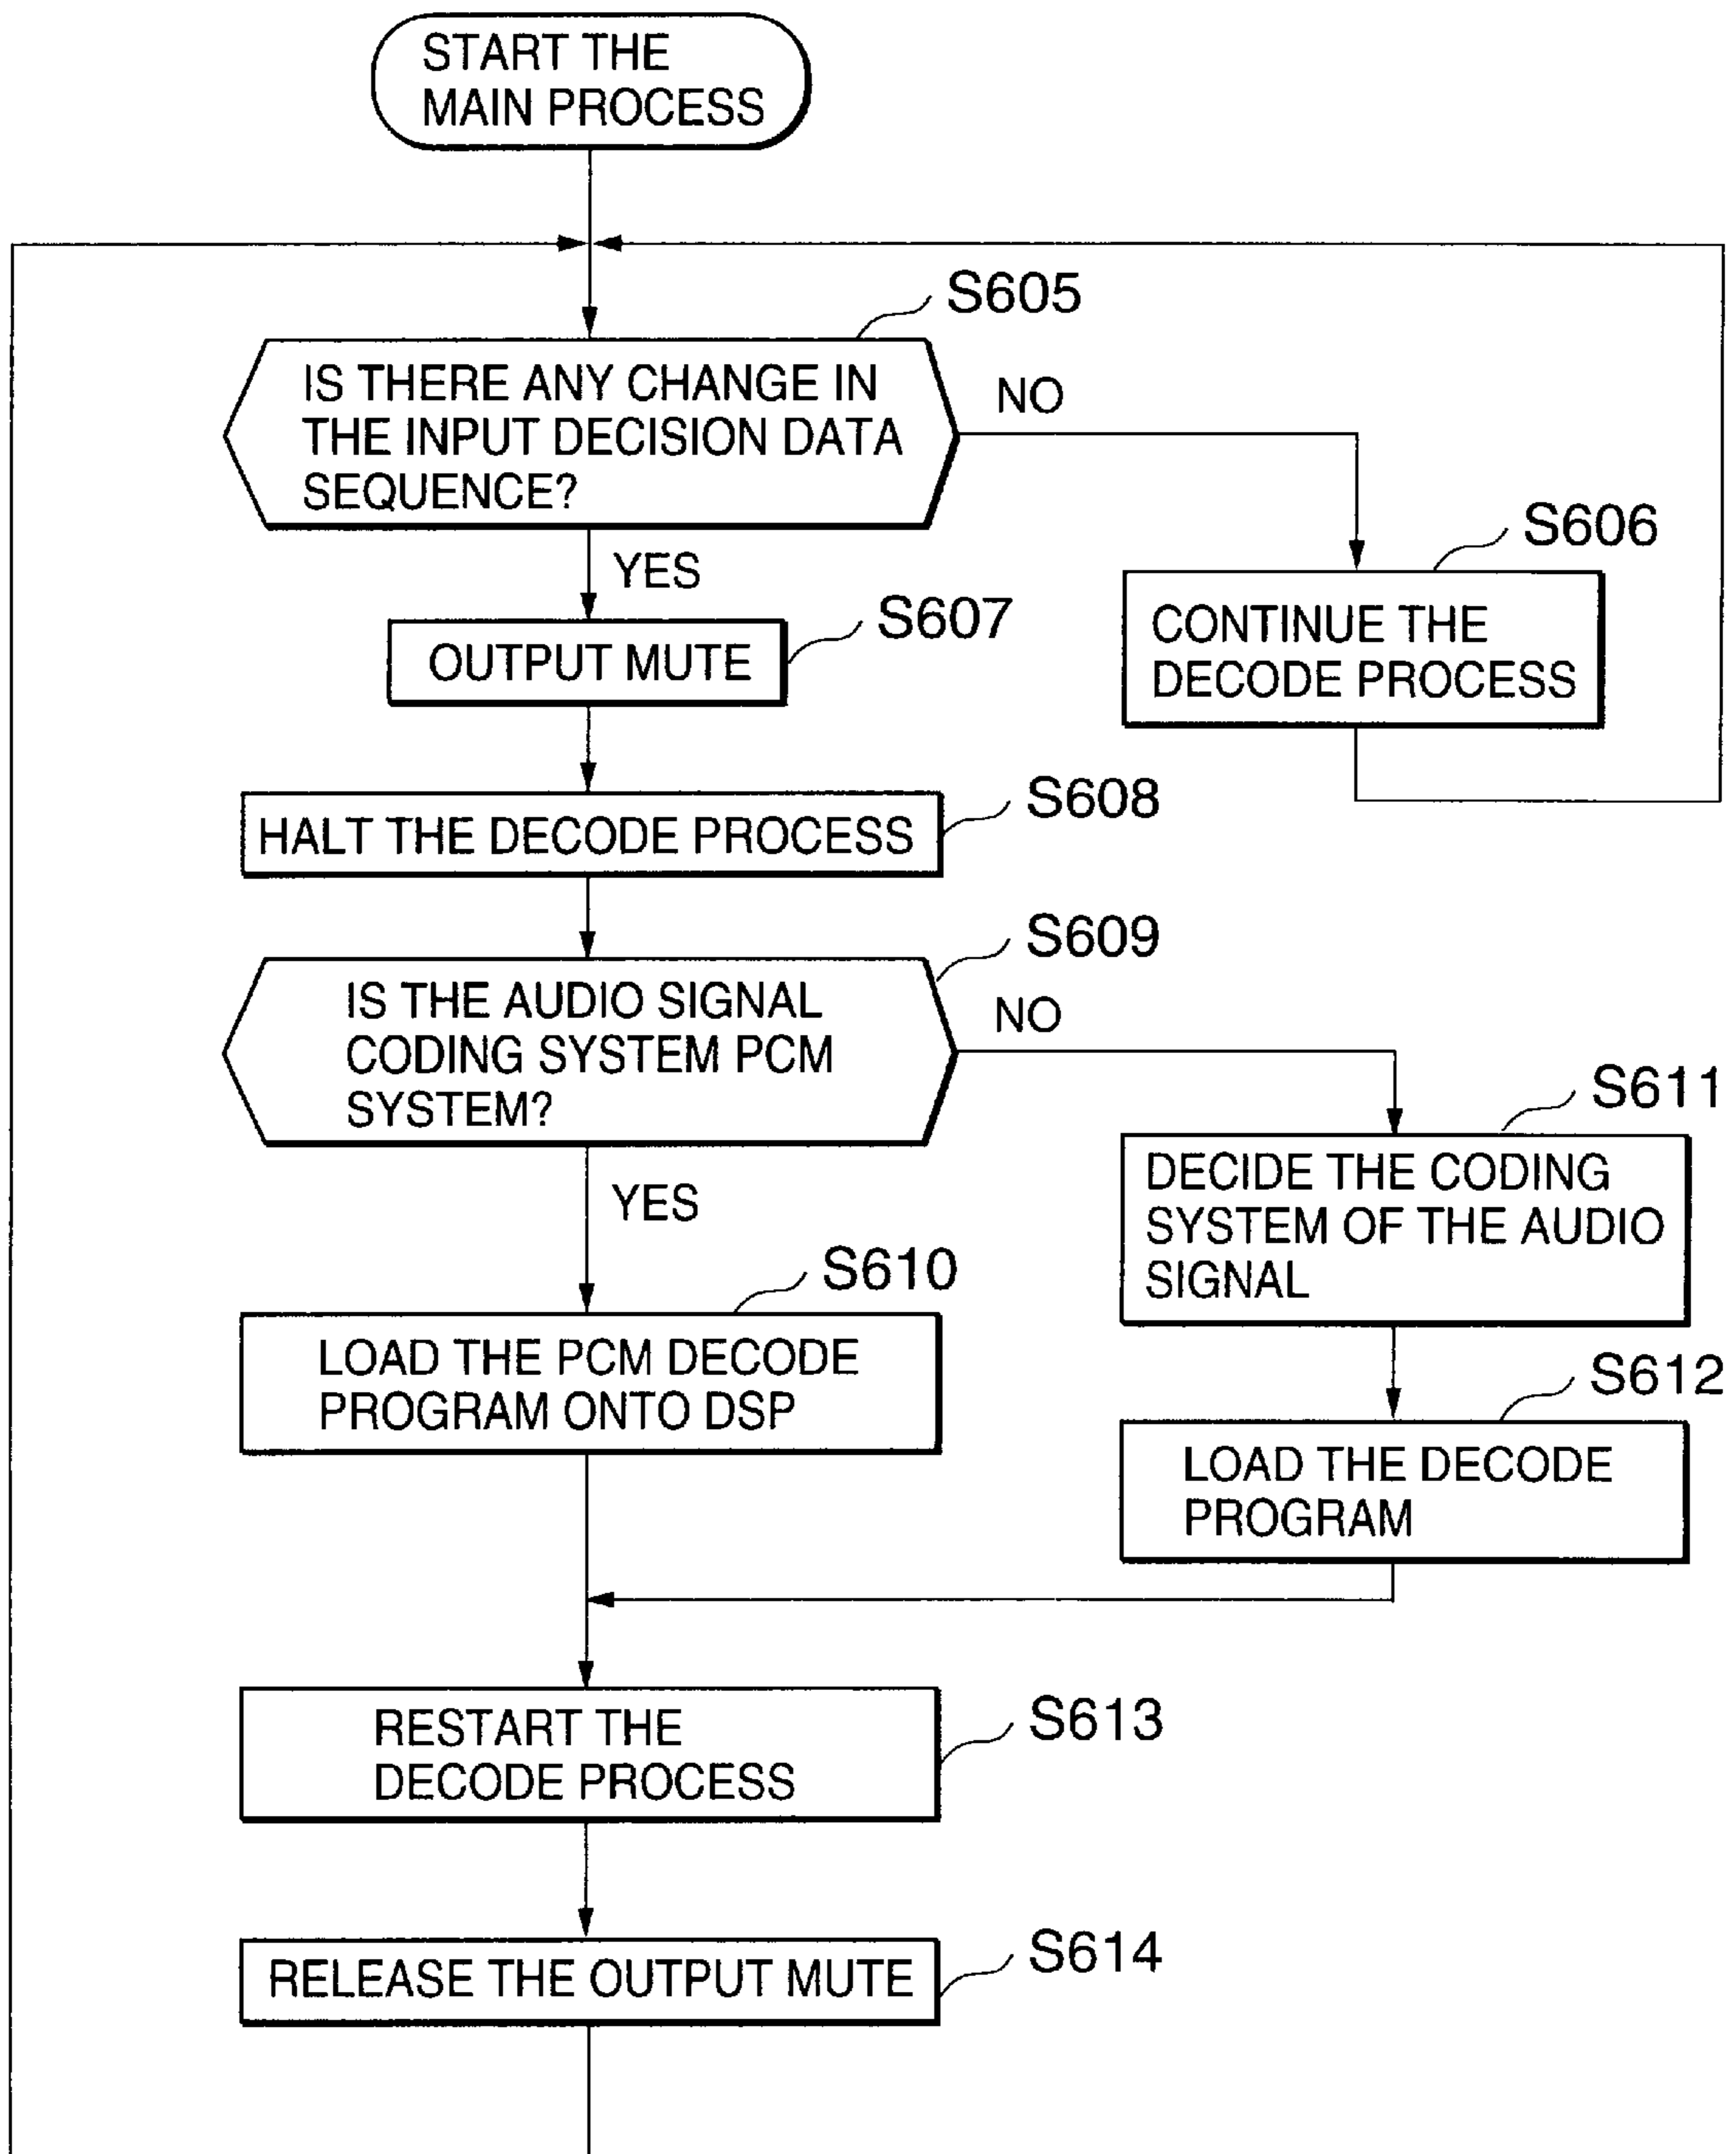 START THE
MAIN PROCESS
S605
IS THERE ANY CHANGE IN
THE INPUT DECISION DATA
SEQUENCE?
NO
YES
S606
CONTINUE THE
DECODE PROCESS
S607
OUTPUT MUTE
S608
HALT THE DECODE PROCESS
S609
IS THE AUDIO SIGNAL
CODING SYSTEM PCM
SYSTEM?
NO
YES
S611
DECIDE THE CODING
SYSTEM OF THE AUDIO
SIGNAL
S610
LOAD THE PCM DECODE
PROGRAM ONTO DSP
S612
LOAD THE DECODE
PROGRAM
S613
RESTART THE
DECODE PROCESS
S614
RELEASE THE OUTPUT MUTE